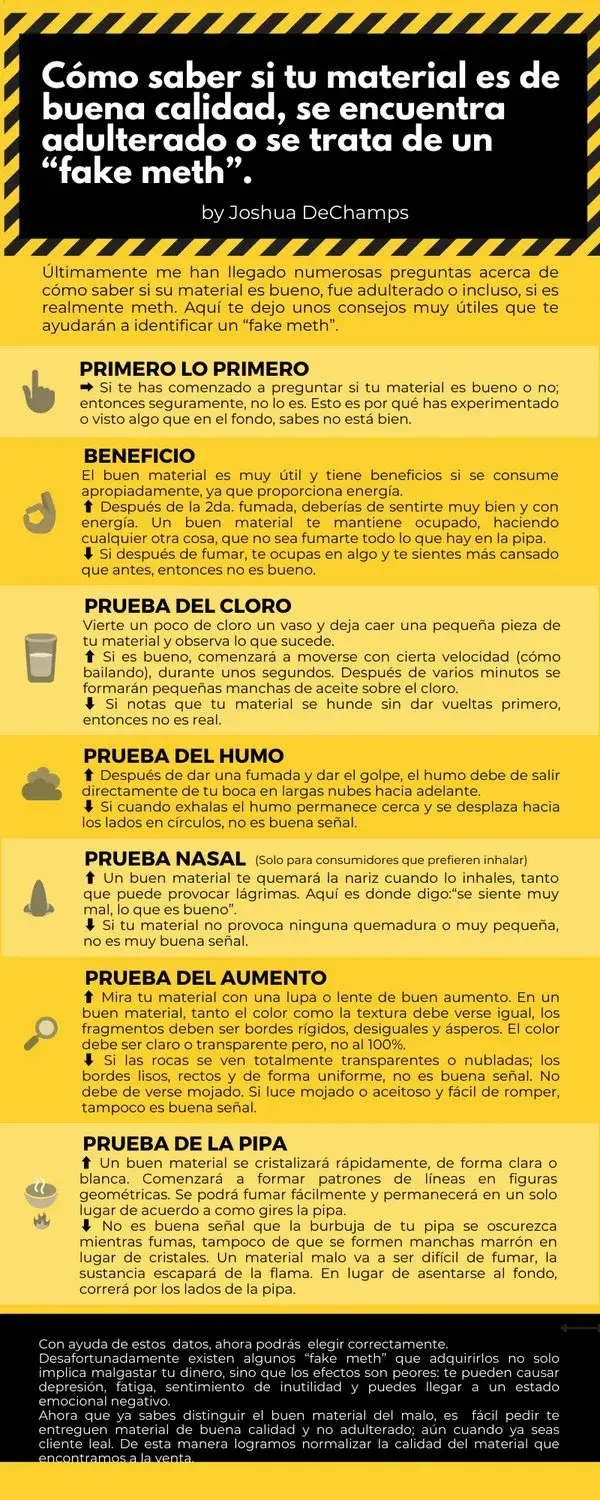 Cómo saber si tu material es de
buena calidad, se encuentra
adulterado o se trata de un
“fake meth”.
by Joshua DeChamps
Últimamente me han llegado numerosas preguntas acerca de
cómo saber si su material es bueno, fue adulterado o incluso, si es
realmente meth. Aquí te dejo unos consejos muy útiles que te
ayudarán a identificar un “fake meth”.
PRIMERO LO PRIMERO
➡ Si te has comenzado a preguntar si tu material es bueno o no;
entonces seguramente, no lo es. Esto es por qué has experimentado
o visto algo que en el fondo, sabes no está bien.
BENEFICIO
El buen material es muy útil y tiene beneficios si se consume
apropiadamente, ya que proporciona energía.
⬆ Después de la 2da. fumada, deberías de sentirte muy bien y con
energía. Un buen material te mantiene ocupado, haciendo
cualquier otra cosa, que no sea fumarte todo lo que hay en la pipa.
⬇ Si después de fumar, te ocupas en algo y te sientes más cansado
que antes, entonces no es bueno.
PRUEBA DEL CLORO
Vierte un poco de cloro un vaso y deja caer una pequeña pieza de
tu material y observa lo que sucede.
⬆ Si es bueno, comenzará a moverse con cierta velocidad (cómo
bailando), durante unos segundos. Después de varios minutos se
formarán pequeñas manchas de aceite sobre el cloro.
⬇ Si notas que tu material se hunde sin dar vueltas primero,
entonces no es real.
PRUEBA DEL HUMO
⬆ Después de dar una fumada y dar el golpe, el humo debe de salir
directamente de tu boca en largas nubes hacia adelante.
⬇ Si cuando exhalas el humo permanece cerca y se desplaza hacia
los lados en círculos, no es buena señal.
PRUEBA NASAL (Solo para consumidores que prefieren inhalar)
⬆ Un buen material te quemará la nariz cuando lo inhales, tanto
que puede provocar lágrimas. Aquí es donde digo:“se siente muy
mal, lo que es bueno”.
⬇ Si tu material no provoca ninguna quemadura o muy pequeña,
no es muy buena señal.
PRUEBA DEL AUMENTO
⬆ Mira tu material con una lupa o lente de buen aumento. En un
buen material, tanto el color como la textura debe verse igual, los
fragmentos deben ser bordes rígidos, desiguales y ásperos. El color
debe ser claro o transparente pero, no al 100%.
⬇ Si las rocas se ven totalmente transparentes o nubladas; los
bordes lisos, rectos y de forma uniforme, no es buena señal. No
debe de verse mojado. Si luce mojado o aceitoso y fácil de romper,
tampoco es buena señal.
PRUEBA DE LA PIPA
⬆ Un buen material se cristalizará rápidamente, de forma clara o
blanca. Comenzará a formar patrones de líneas en figuras
geométricas. Se podrá fumar fácilmente y permanecerá en un solo
lugar de acuerdo a como gires la pipa.
⬇ No es buena señal que la burbuja de tu pipa se oscurezca
mientras fumas, tampoco de que se formen manchas marrón en
lugar de cristales. Un material malo va a ser difícil de fumar, la
sustancia escapará de la flama. En lugar de asentarse al fondo,
correrá por los lados de la pipa.
Con ayuda de estos datos, ahora podrás elegir correctamente.
Desafortunadamente existen algunos “fake meth” que adquirirlos no solo
implica malgastar tu dinero, sino que los efectos son peores: te pueden causar
depresión, fatiga, sentimiento de inutilidad y puedes llegar a un estado
emocional negativo.
Ahora que ya sabes distinguir el buen material del malo, es fácil pedir te
entreguen material de buena calidad y no adulterado; aún cuando ya seas
cliente leal. De esta manera logramos normalizar la calidad del material que
encontramos a la venta.